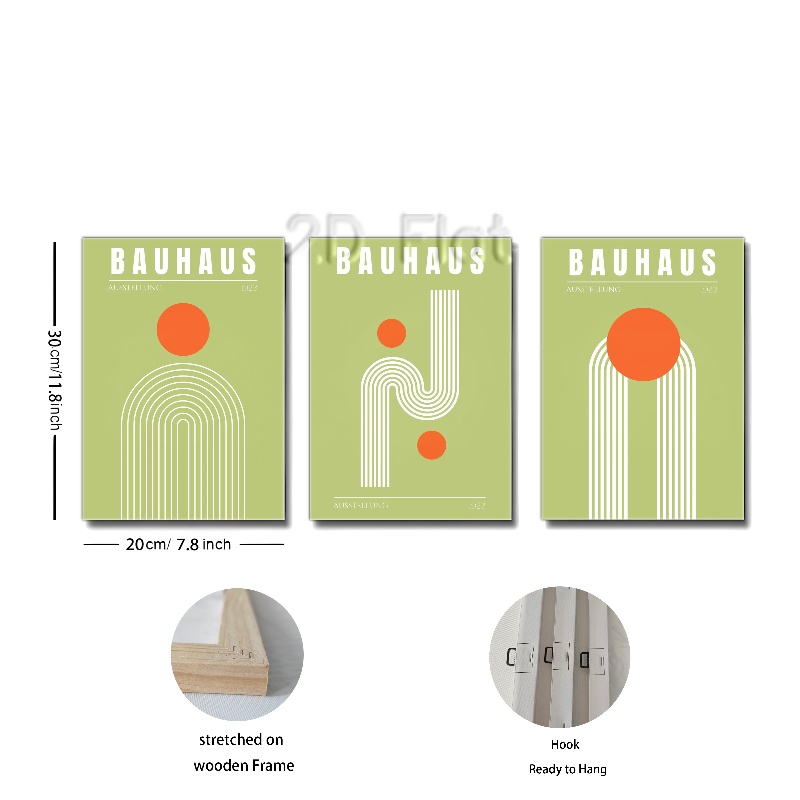 2D Flat
BAUHAUS
AUSSTELLUNG 1923
BAUHAUS
AUSSTELLUNG 1923
BAUHAUS
AUSSTELLUNG 1923
30cm/11.8inch
20cm/ 7.8 inch
stretched on
wooden Frame
Hook
Ready to Hang